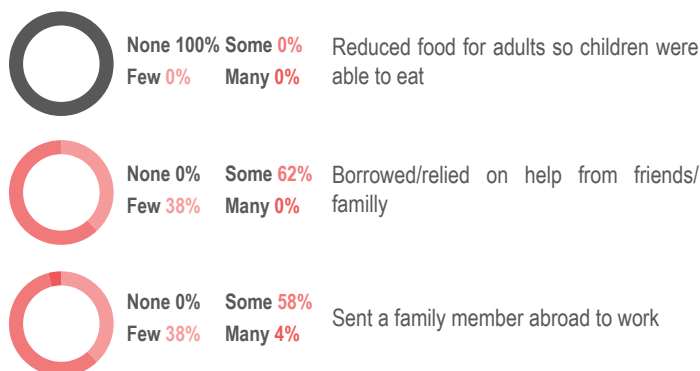 None 100% Some 0%
Few 0% Many 0%
Reduced food for adults so children were
able to eat
None 0% Some 62%
Few 38% Many 0%
Borrowed/relied on help from friends/
familly
None 0% Some 58%
Few 38% Many 4%
Sent a family member abroad to work